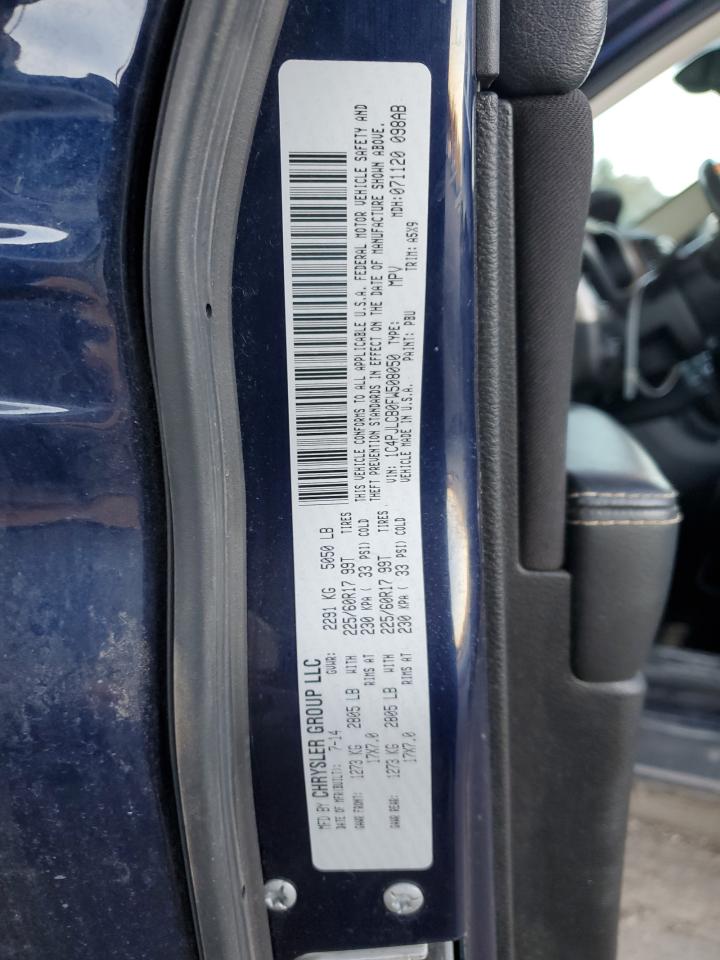 MFD BY CHRYSLER GROUP LLC
DATE OF MFR(BUILT): 7-14 GVWR: 2291 KG 5050 LB
GAWR FRONT: 1273 KG 2805 LB WITH 225/60R17 99T TIRES
17X7.0 RIMS AT 230 KPA ( 33 PSI) COLD
GAWR REAR: 1273 KG 2805 LB WITH 225/60R17 99T TIRES
17X7.0 RIMS AT 230 KPA ( 33 PSI) COLD
THIS VEHICLE CONFORMS TO ALL APPLICABLE U.S.A. FEDERAL MOTOR VEHICLE SAFETY AND
THEFT PREVENTION STANDARDS IN EFFECT ON THE DATE OF MANUFACTURE SHOWN ABOVE.
VIN: 1C4PJLCB0FW508050 TYPE: MPV MDH: 071120 098AB
VEHICLE MADE IN U.S.A. PAINT: PBU TRIM: A5X9